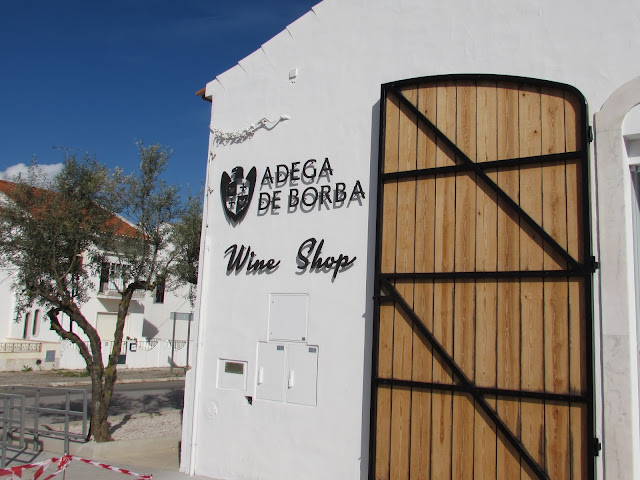 ADEGA
DE BORBA
Wine Shop